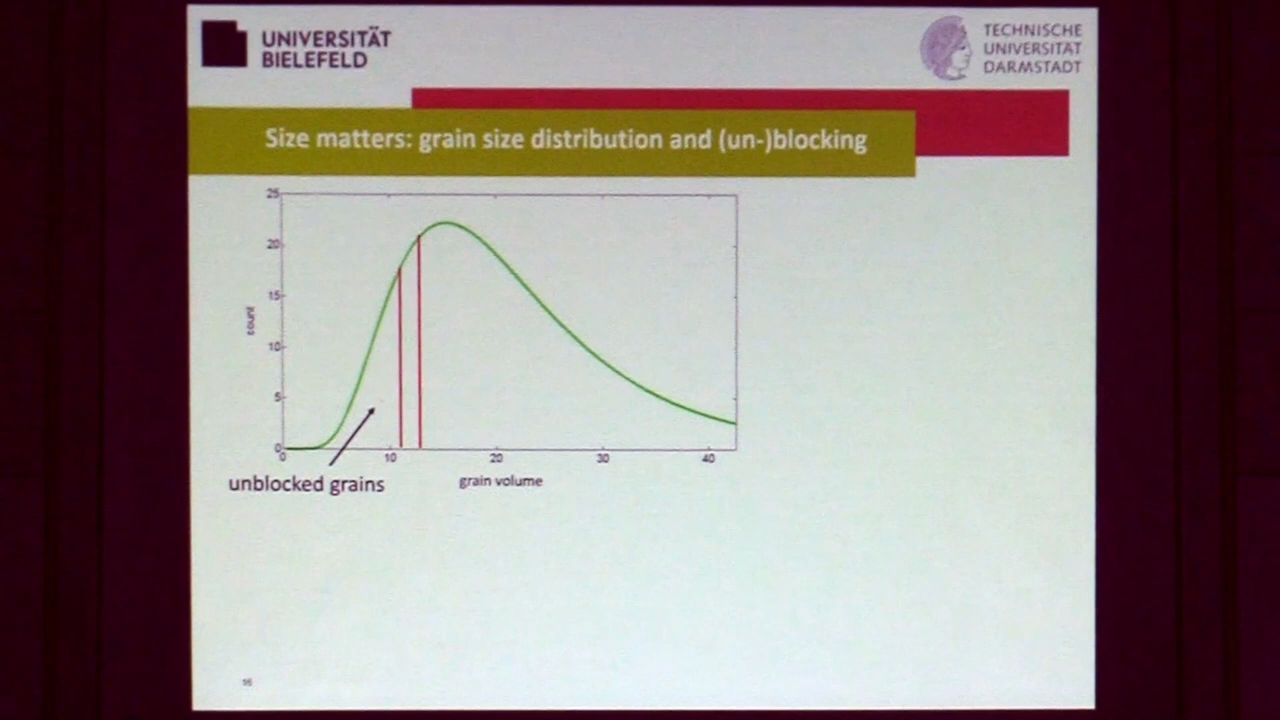 UNIVERSITÄT
BIELEFELD
TECHNISCHE
UNIVERSITÄT
DARMSTADT
Size matters: grain size distribution and (un-)blocking
25
20
15
10
5
0
count
0 10 20 30 40
unblocked grains
grain volume
16